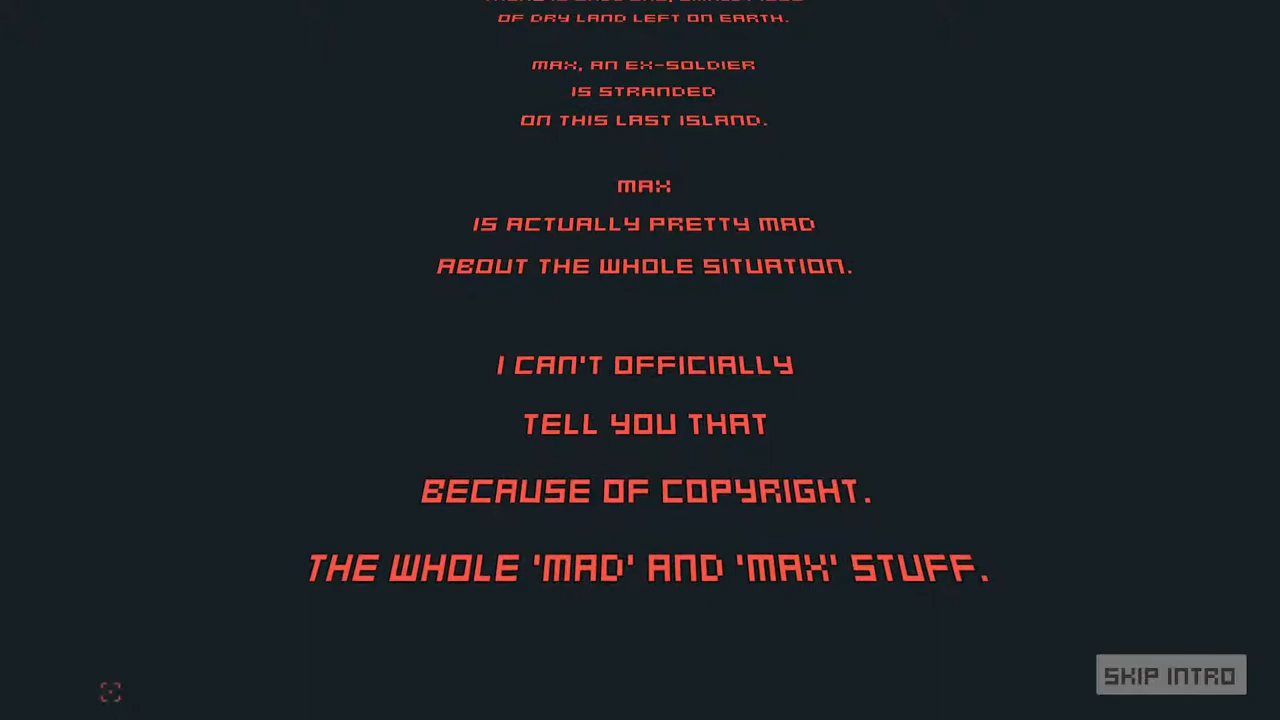 OF DRY LAND LEFT ON EARTH.
MAX, AN EX-SOLDIER
IS STRANDED
ON THIS LAST ISLAND.
MAX
IS ACTUALLY PRETTY MAD
ABOUT THE WHOLE SITUATION.
I CAN'T OFFICIALLY
TELL YOU THAT
BECAUSE OF COPYRIGHT.
THE WHOLE 'MAD' AND 'MAX' STUFF.
SKIP INTRO